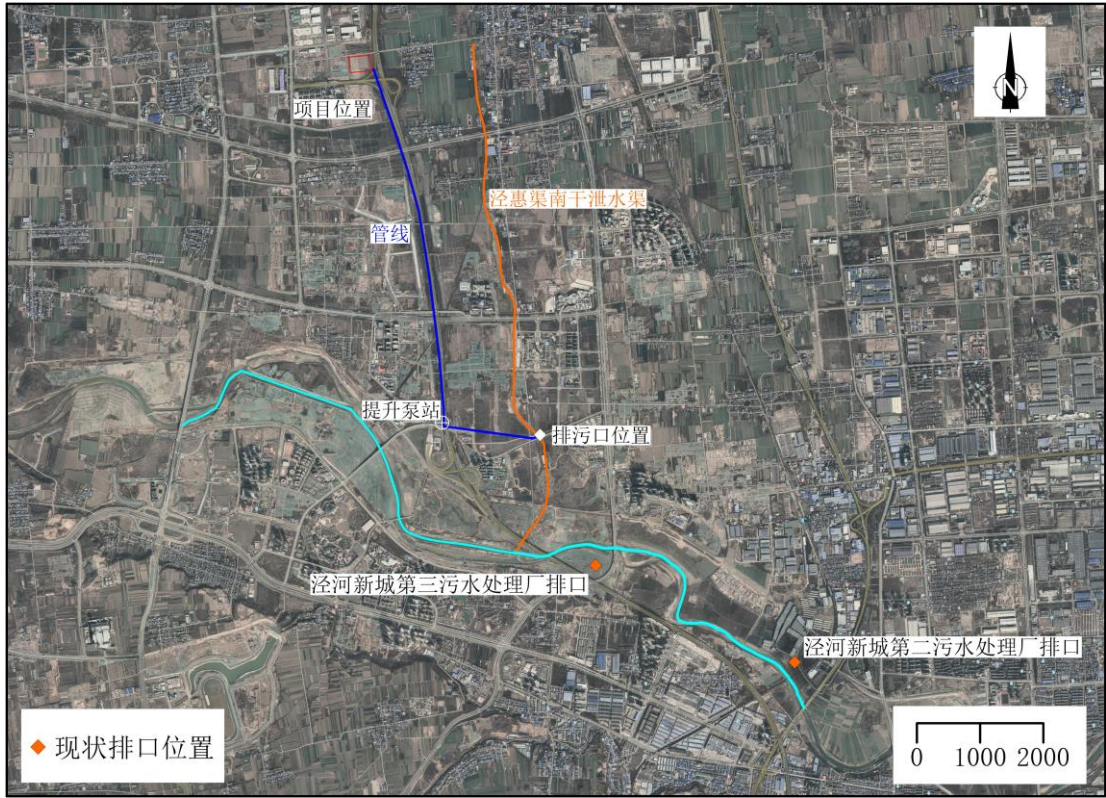 N
项目位置
泾惠渠南干泄水渠
管线
提升泵站
排污口位置
泾河新城第三污水处理厂排口
泾河新城第二污水处理厂排口
现状排口位置
0 1000 2000